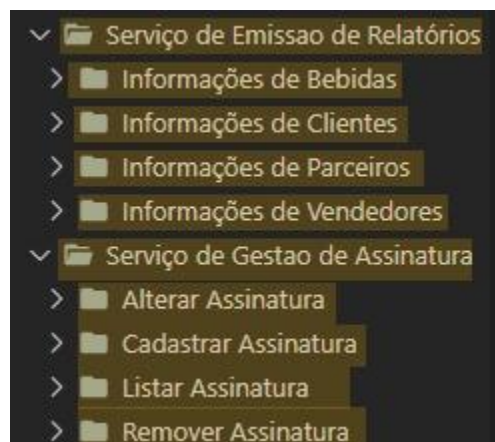 Serviço de Emissao de Relatórios
Informações de Bebidas
Informações de Clientes
Informações de Parceiros
Informações de Vendedores
Serviço de Gestao de Assinatura
Alterar Assinatura
Cadastrar Assinatura
Listar Assinatura
Remover Assinatura